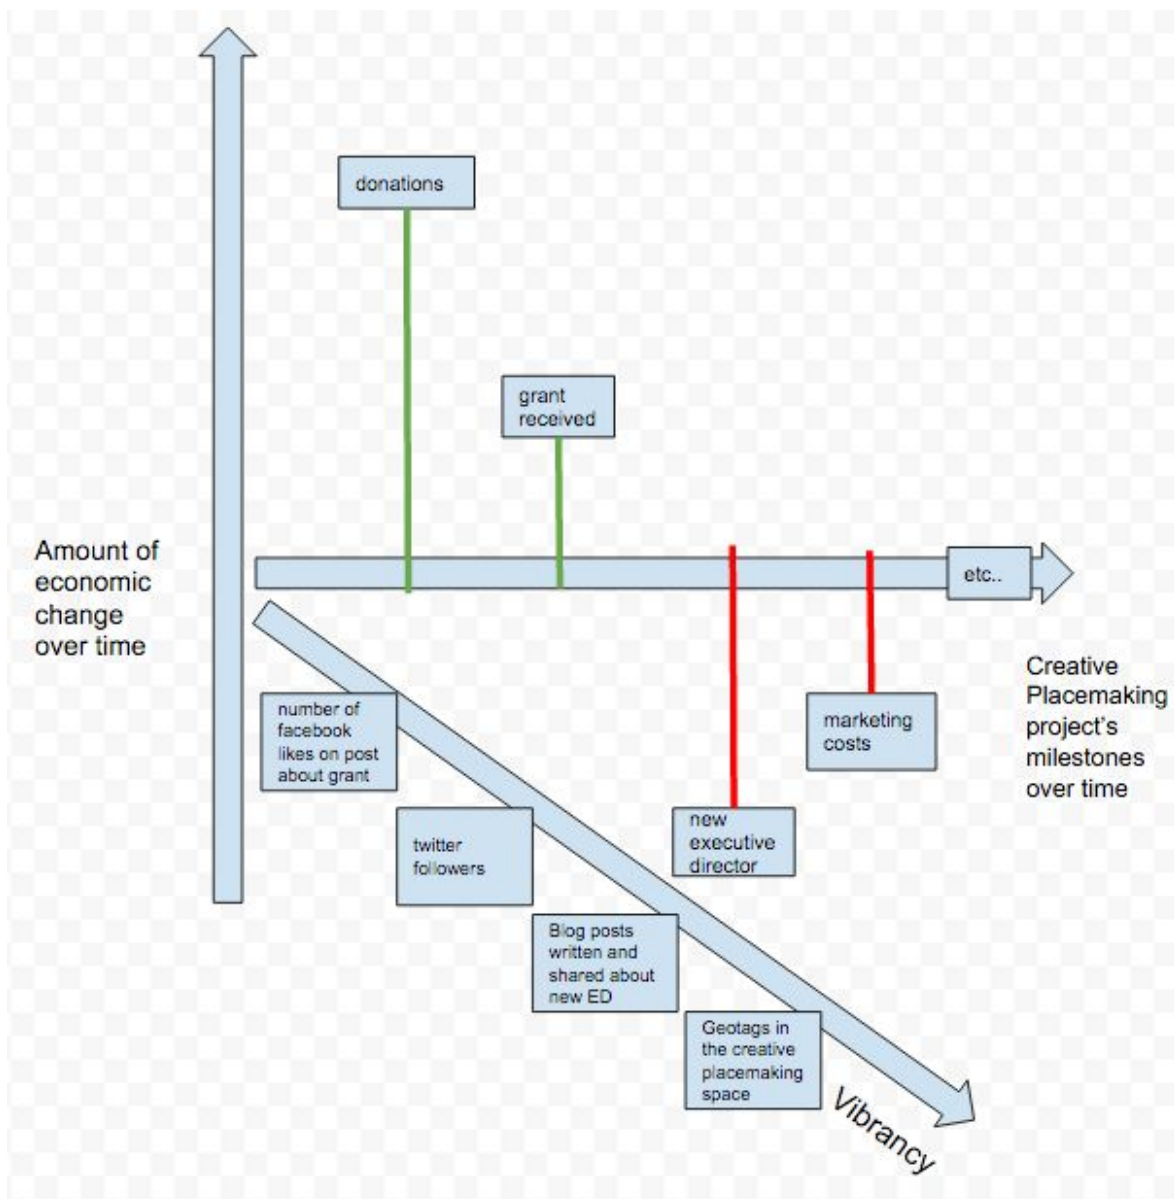 donations
grant
received
Amount of
economic
change
over time
etc..
Creative
Placemaking
project's
milestones
over time
number of
facebook
likes on post
about grant
marketing
costs
twitter
followers
new
executive
director
Blog posts
written and
shared about
new ED
Geotags in
the creative
placemaking
space
Vibrancy